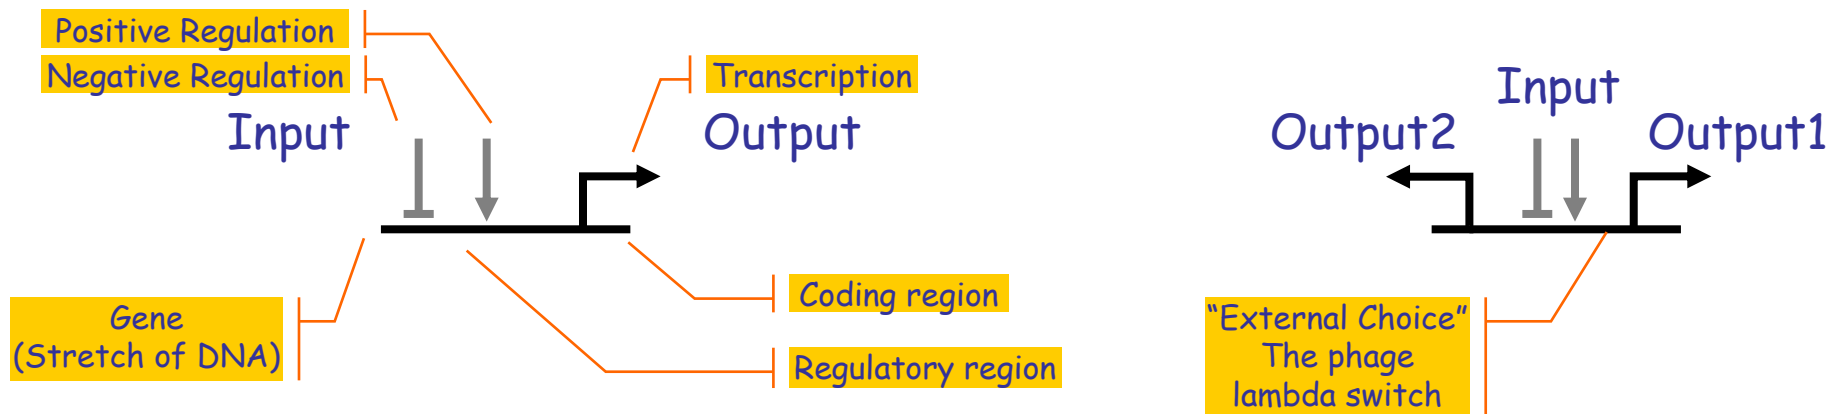 Positive Regulation
Negative Regulation
Transcription
Input
Output
Gene
(Stretch of DNA)
Coding region
Regulatory region
Input
Output2
Output1
“External Choice”
The phage
lambda switch